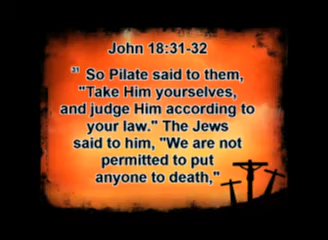 John 18:31-32
31 So Pilate said to them,
"Take Him yourselves,
and judge Him according to
your law." The Jews
said to him, "We are not
permitted to put
anyone to death,"